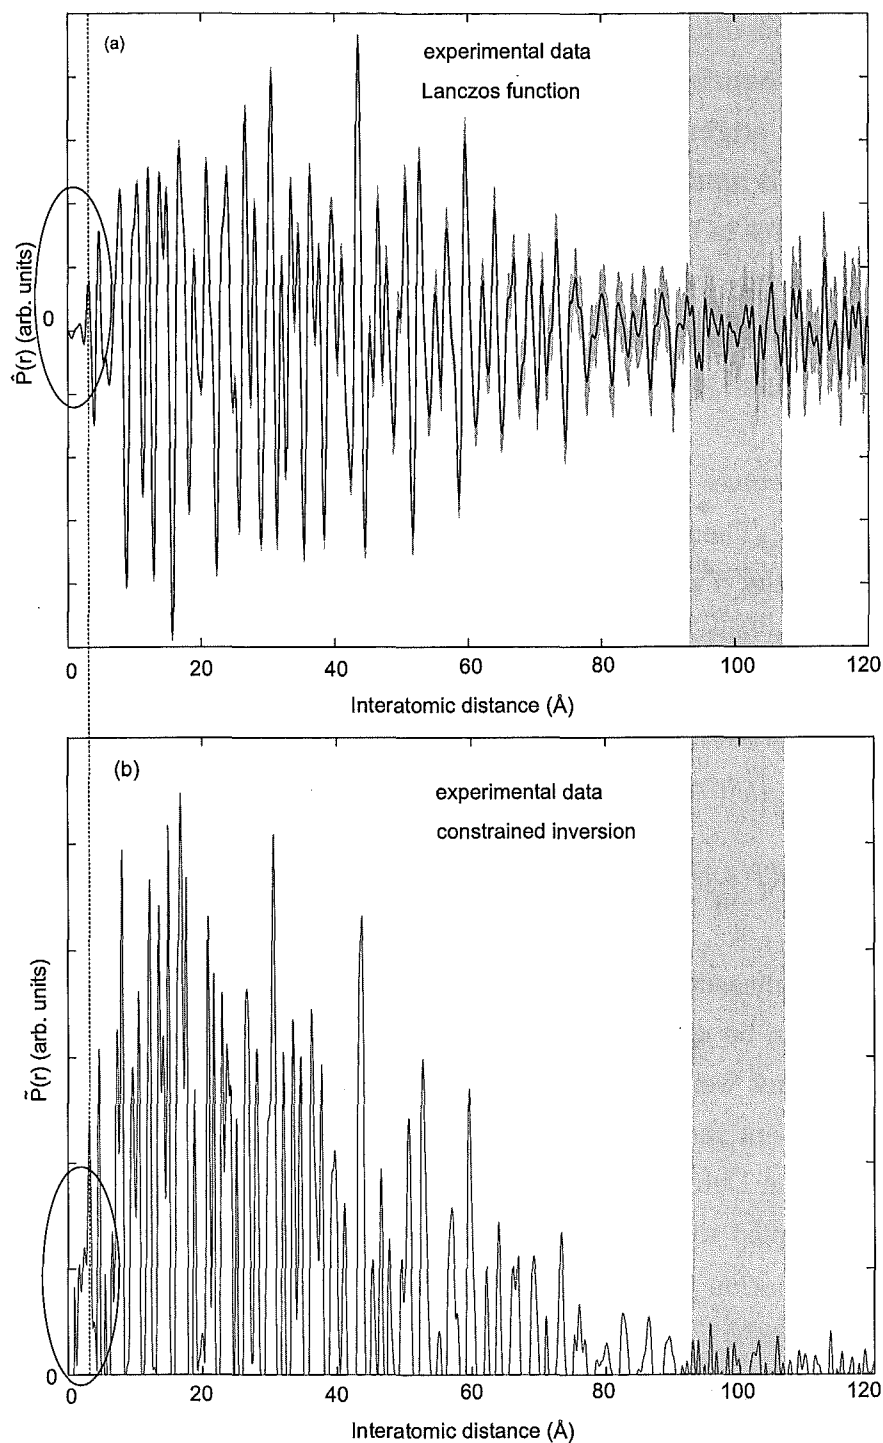 (a)
experimental data
Lanczos function
P̂(r) (arb. units)
0
0 20 40 60 80 100 120
Interatomic distance (Å)
(b)
experimental data
constrained inversion
P̃(r) (arb. units)
0
0 20 40 60 80 100 120
Interatomic distance (Å)